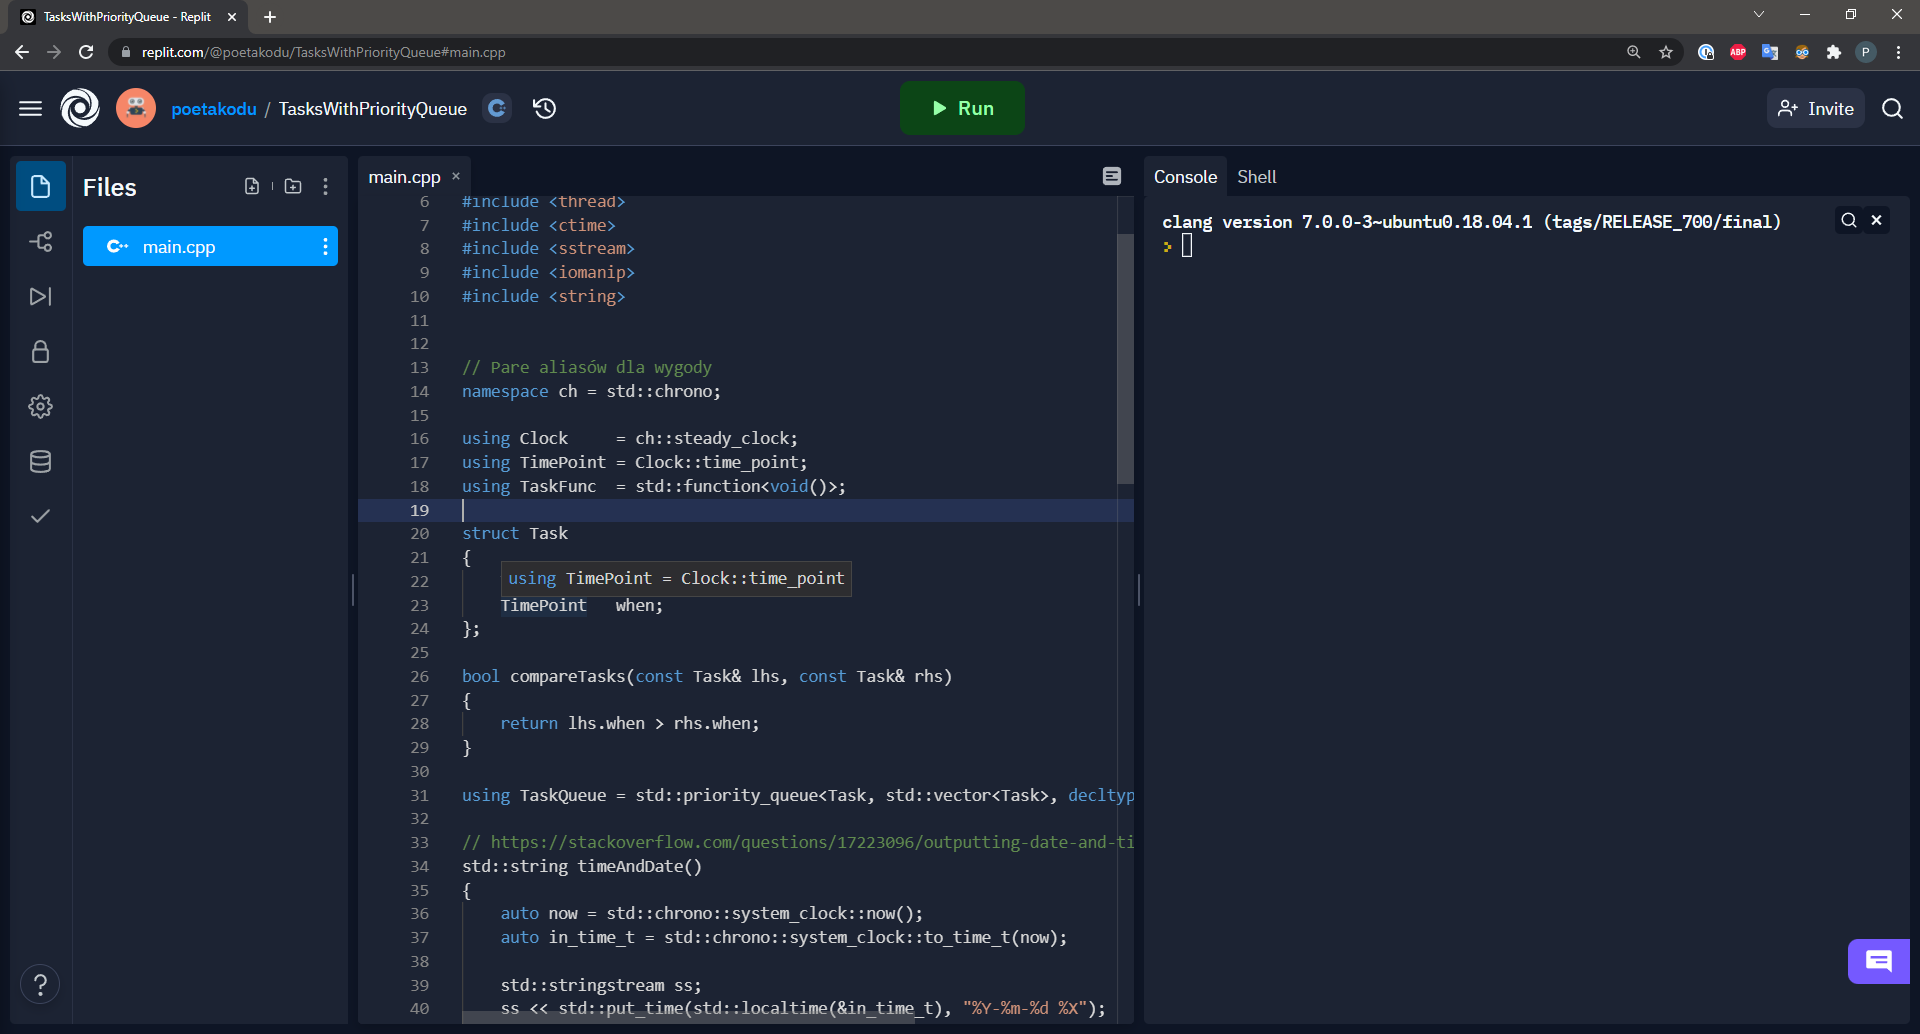 TasksWithPriorityQueue - Replit
replit.com/@poetakodu/TasksWithPriorityQueue#main.cpp
ABP
P
poetakodu / TasksWithPriorityQueue
Run
Invite
Files
main.cpp
main.cpp
6 #include <thread>
7 #include <ctime>
8 #include <sstream>
9 #include <iomanip>
10 #include <string>
11
12
13 // Pare aliasów dla wygody
14 namespace ch = std::chrono;
15
16 using Clock     = ch::steady_clock;
17 using TimePoint = Clock::time_point;
18 using TaskFunc  = std::function<void()>;
19
20 struct Task
21 {
22
using TimePoint = Clock::time_point
23     TimePoint   when;
24 };
25
26 bool compareTasks(const Task& lhs, const Task& rhs)
27 {
28     return lhs.when > rhs.when;
29 }
30
31 using TaskQueue = std::priority_queue<Task, std::vector<Task>, decltyp
32
33 // https://stackoverflow.com/questions/17223096/outputting-date-and-ti
34 std::string timeAndDate()
35 {
36     auto now = std::chrono::system_clock::now();
37     auto in_time_t = std::chrono::system_clock::to_time_t(now);
38
39     std::stringstream ss;
40     ss << std::put_time(std::localtime(&in_time_t), "%Y-%m-%d %X");
Console
Shell
clang version 7.0.0-3~ubuntu0.18.04.1 (tags/RELEASE_700/final)
>
?